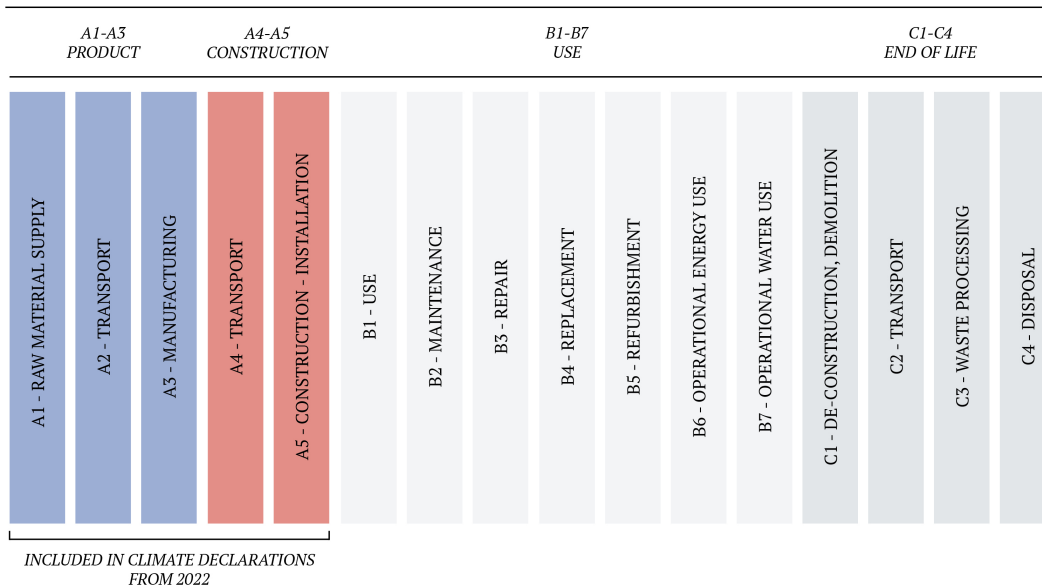 A1-A3
PRODUCT
A4-A5
CONSTRUCTION
B1-B7
USE
C1-C4
END OF LIFE
A1 - RAW MATERIAL SUPPLY
A2 - TRANSPORT
A3 - MANUFACTURING
A4 - TRANSPORT
A5 - CONSTRUCTION - INSTALLATION
B1 - USE
B2 - MAINTENANCE
B3 - REPAIR
B4 - REPLACEMENT
B5 - REFURBISHMENT
B6 - OPERATIONAL ENERGY USE
B7 - OPERATIONAL WATER USE
C1 - DE-CONSTRUCTION, DEMOLITION
C2 - TRANSPORT
C3 - WASTE PROCESSING
C4 - DISPOSAL
INCLUDED IN CLIMATE DECLARATIONS
FROM 2022